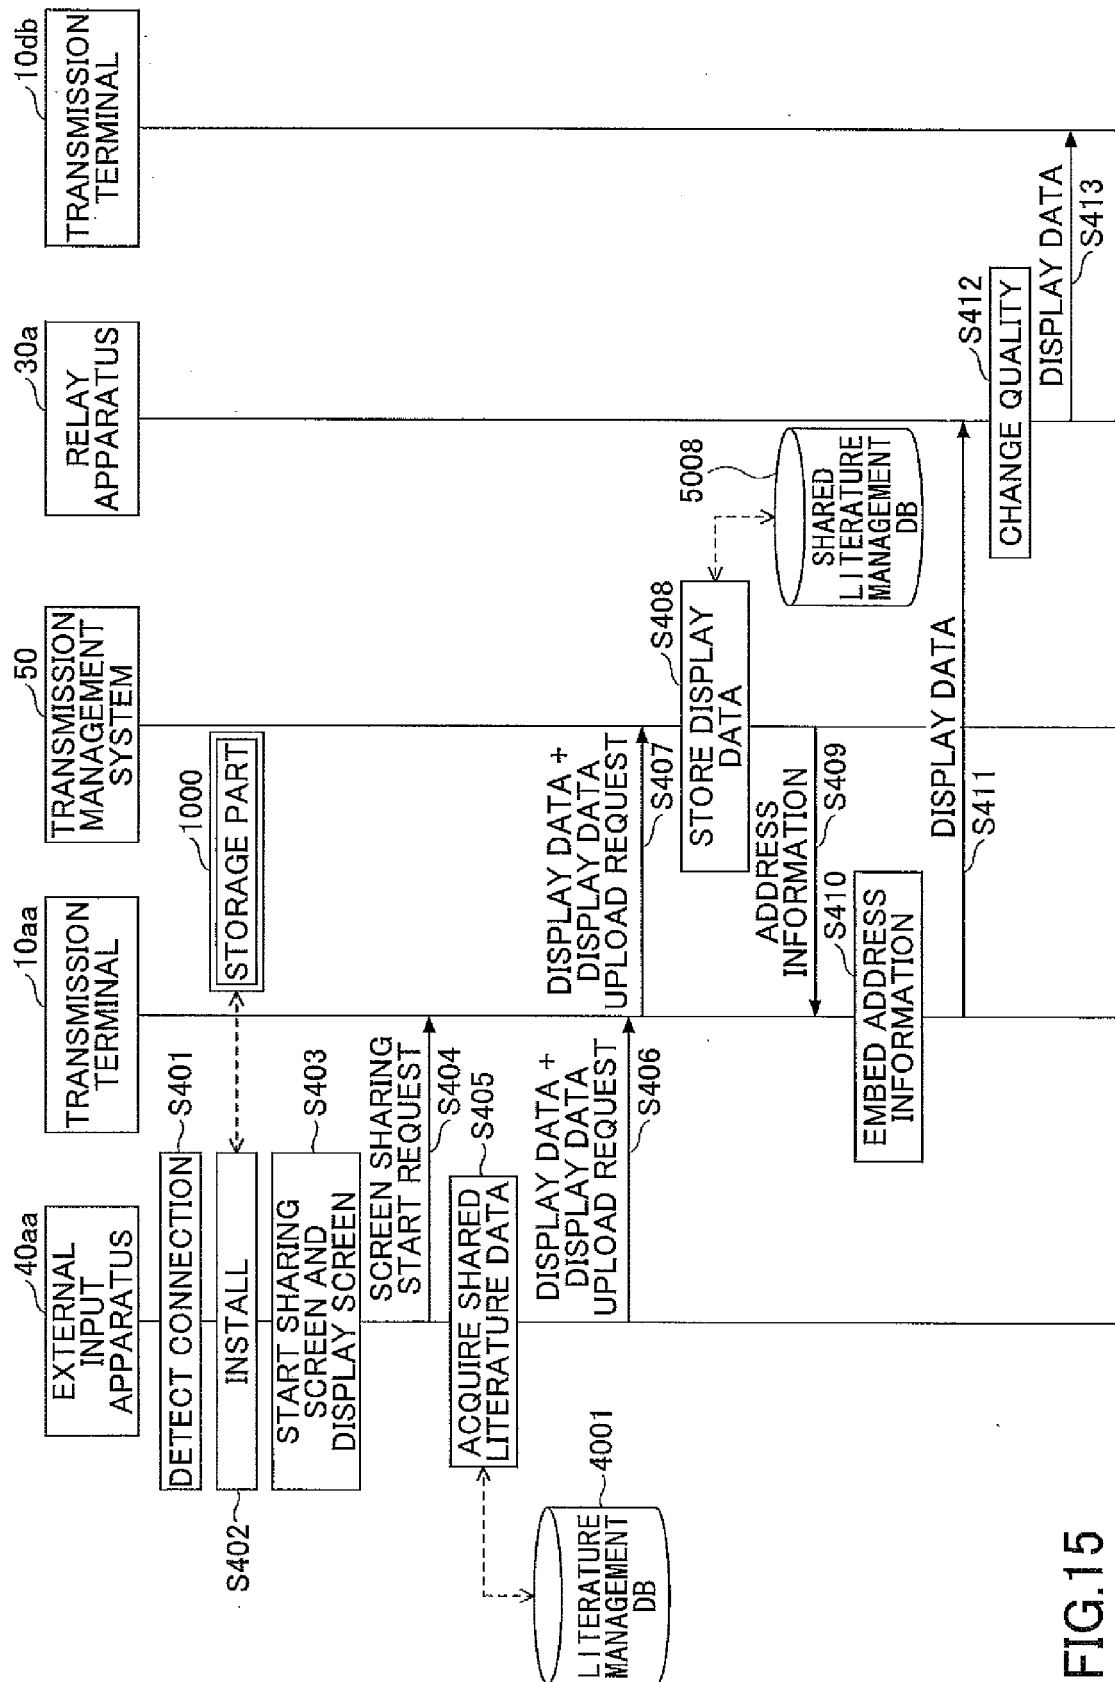 40aa
EXTERNAL
INPUT
APPARATUS
10aa
TRANSMISSION
TERMINAL
50
TRANSMISSION
MANAGEMENT
SYSTEM
30a
RELAY
APPARATUS
10db
TRANSMISSION
TERMINAL
DETECT CONNECTION
S401
S402
INSTALL
1000
STORAGE PART
START SHARING
SCREEN AND
DISPLAY SCREEN
S403
SCREEN SHARING
START REQUEST
S404
ACQUIRE SHARED
LITERATURE DATA
S405
4001
LITERATURE
MANAGEMENT
DB
DISPLAY DATA +
DISPLAY DATA
UPLOAD REQUEST
S406
DISPLAY DATA +
DISPLAY DATA
UPLOAD REQUEST
S407
STORE DISPLAY
DATA
S408
5008
SHARED
LITERATURE
MANAGEMENT
DB
ADDRESS
INFORMATION
S409
S410
EMBED ADDRESS
INFORMATION
DISPLAY DATA
S411
S412
CHANGE QUALITY
DISPLAY DATA
S413
FIG.15